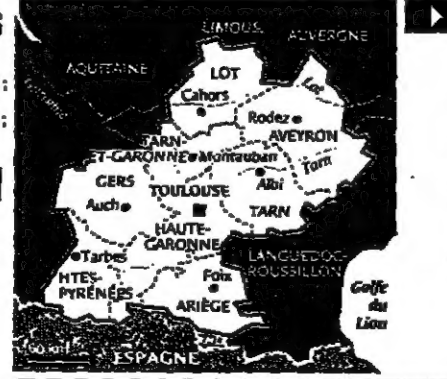 LIMOUS.
AUVERGNE
AQUITAINE
LOT
Lot
Cahors
Rodez
AVEYRON
TARN-
ET-GARONNE
Montauban
Tarn
GERS
TOULOUSE
Albi
Auch
TARN
HAUTE-
GARONNE
LANGUEDOC-
ROUSSILLON
Tarbes
Foix
HTES-
PYRÉNÉES
ARIÈGE
Golfe
du
Lion
ESPAGNE